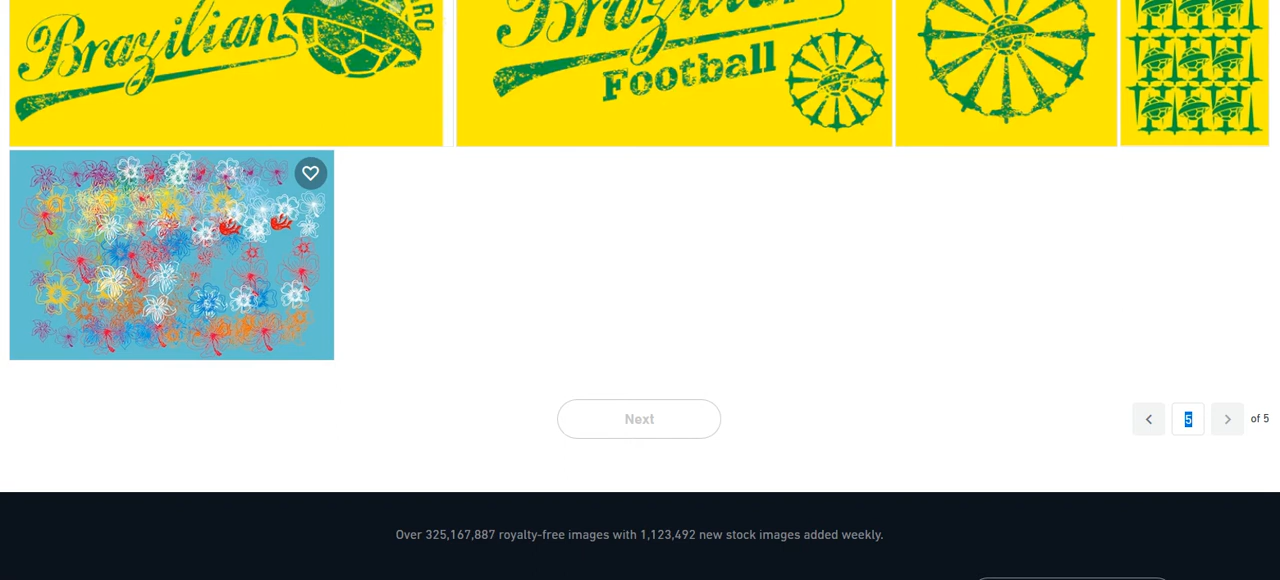 Brazilian
RO
Brazilian
Football
Next
5
of 5
Over 325,167,887 royalty-free images with 1,123,492 new stock images added weekly.